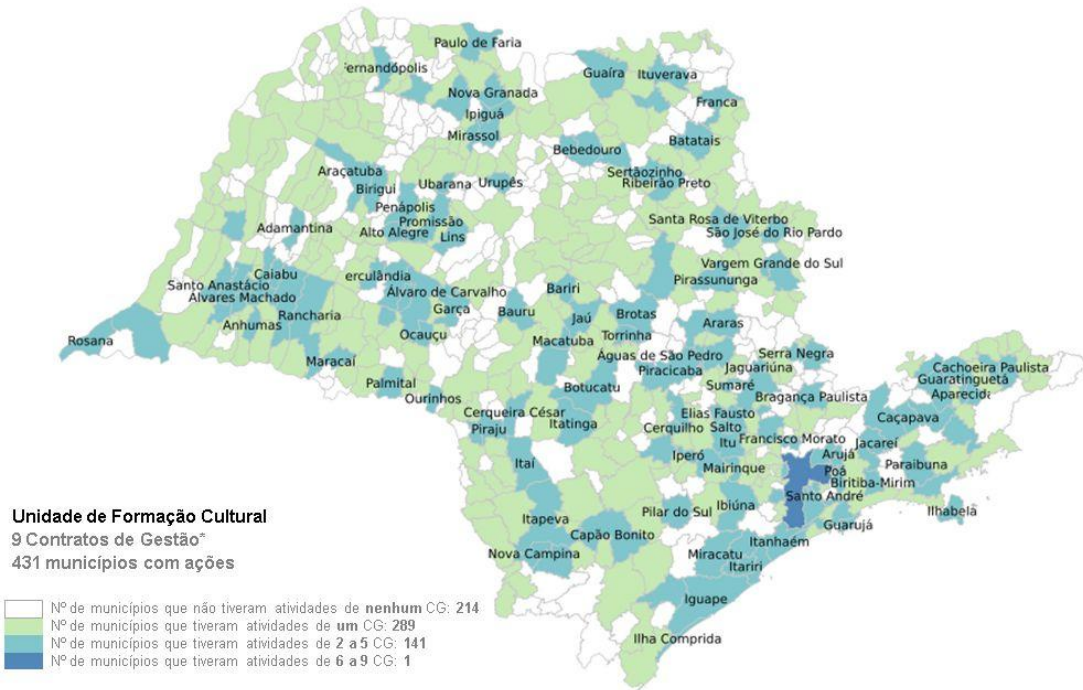 Paulo de Faria
Fernandópolis
Guaíra
Ituverava
Nova Granada
Franca
Ipiguá
Mirassol
Batatais
Bebedouro
Sertãozinho
Araçatuba
Ubarana
Urupês
Ribeirão Preto
Birigui
Penápolis
Promissão
Santa Rosa de Viterbo
Adamantina
Alto Alegre
Lins
São José do Rio Pardo
Caiabu
erculândia
Vargem Grande do Sul
Santo Anastácio
Pirassununga
Álvares Machado
Álvaro de Carvalho
Bariri
Rancharia
Garça
Bauru
Jaú
Brotas
Anhumas
Araras
Rosana
Ocauçu
Macatuba
Torrinha
Maracaí
Águas de São Pedro
Serra Negra
Piracicaba
Jaguariúna
Cachoeira Paulista
Palmital
Botucatu
Sumaré
Guaratinguetá
Ourinhos
Bragança Paulista
Aparecida
Cerqueira César
Elias Fausto
Caçapava
Piraju
Itatinga
Cerquilho
Salto
Itu
Francisco Morato
Jacareí
Itaí
Iperó
Arujá
Mairinque
Poá
Paraibuna
Biritiba-Mirim
Santo André
Itapeva
Pilar do Sul
Ibiúna
Ilhabela
Capão Bonito
Guarujá
Nova Campina
Itanhaém
Miracatu
Itariri
Iguape
Ilha Comprida
Unidade de Formação Cultural
9 Contratos de Gestão*
431 municípios com ações
Nº de municípios que não tiveram atividades de nenhum CG: 214
Nº de municípios que tiveram atividades de um CG: 289
Nº de municípios que tiveram atividades de 2 a 5 CG: 141
Nº de municípios que tiveram atividades de 6 a 9 CG: 1